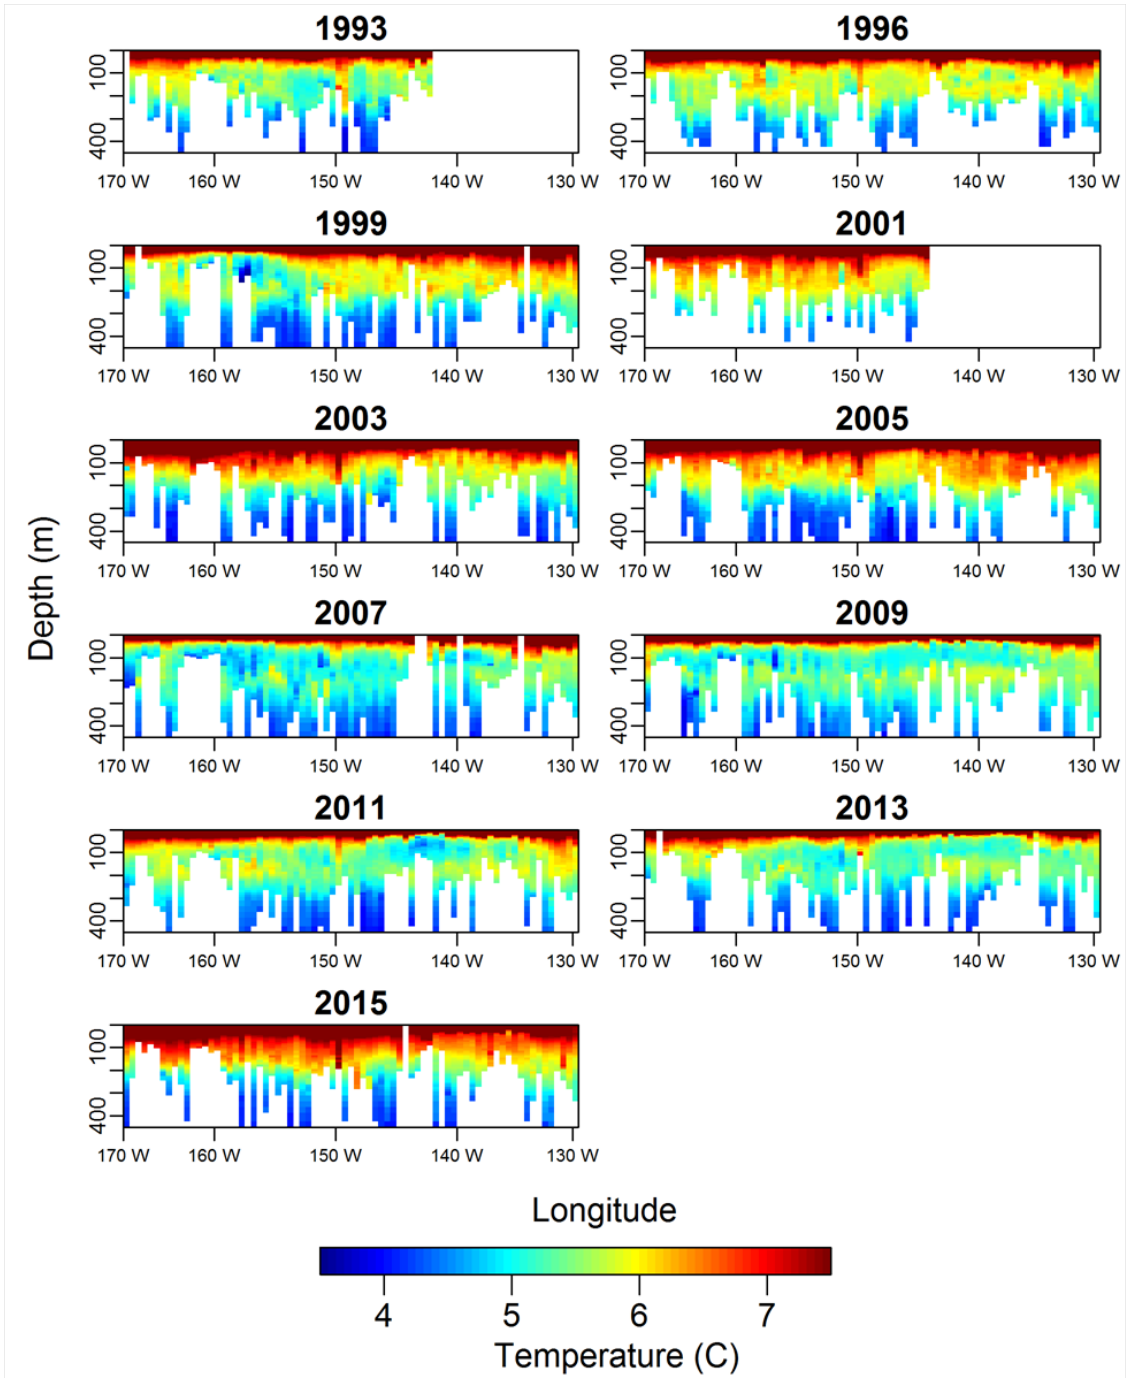 1993 1996
100 100
400 400
170 W 160 W 150 W 140 W 130 W 170 W 160 W 150 W 140 W 130 W
1999 2001
100 100
400 400
170 W 160 W 150 W 140 W 130 W 170 W 160 W 150 W 140 W 130 W
2003 2005
100 100
400 400
170 W 160 W 150 W 140 W 130 W 170 W 160 W 150 W 140 W 130 W
Depth (m)
2007 2009
100 100
400 400
170 W 160 W 150 W 140 W 130 W 170 W 160 W 150 W 140 W 130 W
2011 2013
100 100
400 400
170 W 160 W 150 W 140 W 130 W 170 W 160 W 150 W 140 W 130 W
2015
100
400
170 W 160 W 150 W 140 W 130 W
Longitude
4 5 6 7
Temperature (C)